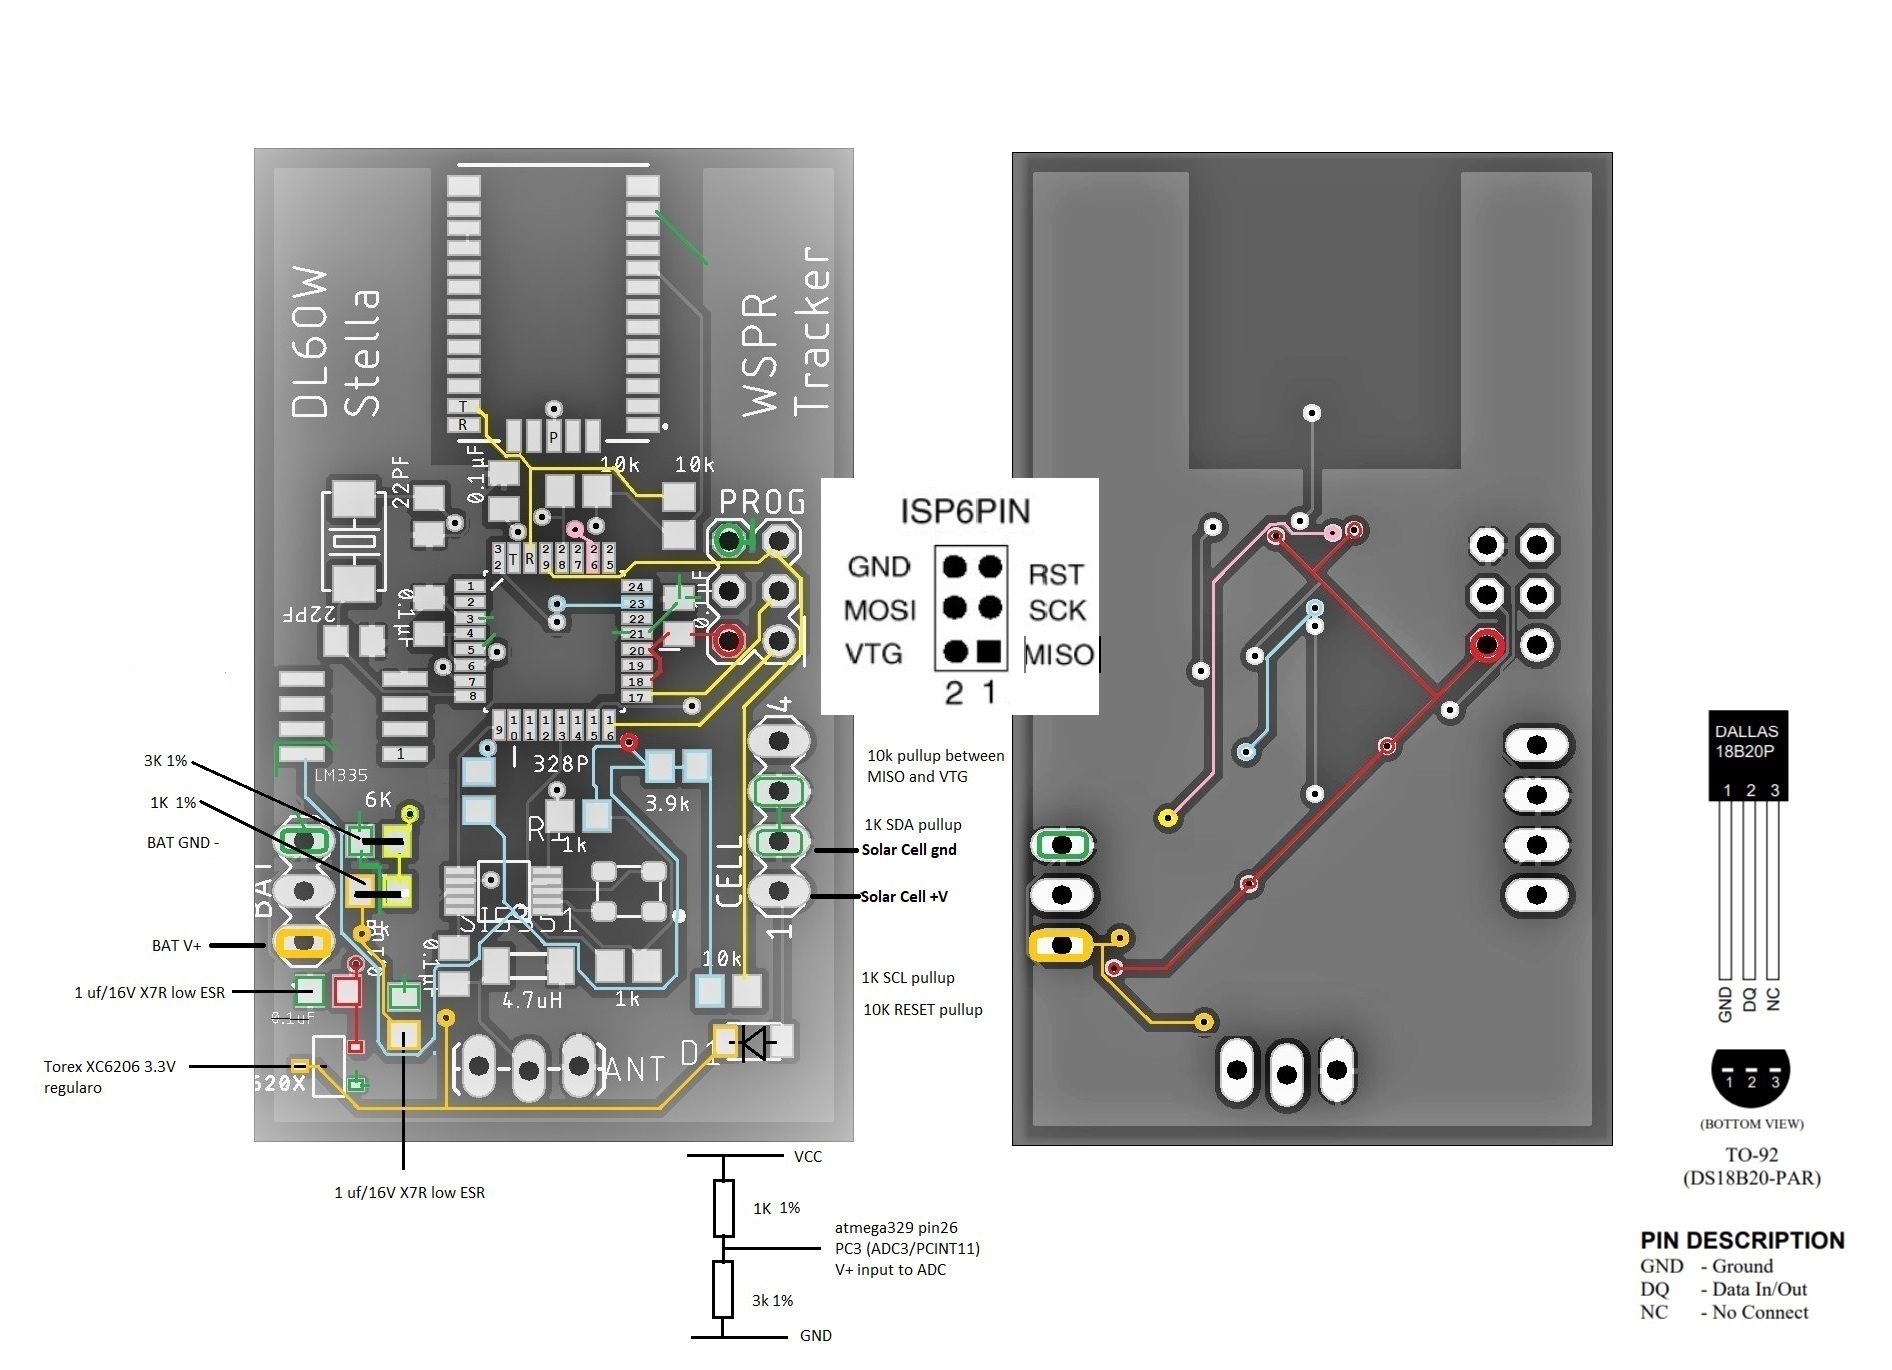 DL60W
Stella
WSPR
Tracker
T
R
P
10k
10k
0.1µF
22PF
PROG
ISP6PIN
GND
MOSI
VTG
RST
SCK
MISO
2
1
3
2
T
R
2
9
2
8
2
7
2
6
2
5
22PF
0.1µF
0.1µF
1
2
3
4
5
6
7
8
24
23
22
21
20
19
18
17
9
1
0
1
1
1
2
1
3
1
4
1
5
1
6
1
LM335
328P
4
3.9k
R1
1k
6K
CELL
1
BAT
SI5351
0.1µF
0.1µF
4.7uH
1k
10k
ANT
D1
620X
3K 1%
1K 1%
BAT GND -
BAT V+
1 uf/16V X7R low ESR
Torex XC6206 3.3V
regularo
1 uf/16V X7R low ESR
10k pullup between
MISO and VTG
1K SDA pullup
Solar Cell gnd
Solar Cell +V
1K SCL pullup
10K RESET pullup
VCC
1K 1%
atmega329 pin26
PC3 (ADC3/PCINT11)
V+ input to ADC
3k 1%
GND
DALLAS
18B20P
1 2 3
GND
DQ
NC
1 2 3
(BOTTOM VIEW)
TO-92
(DS18B20-PAR)
PIN DESCRIPTION
GND - Ground
DQ - Data In/Out
NC - No Connect